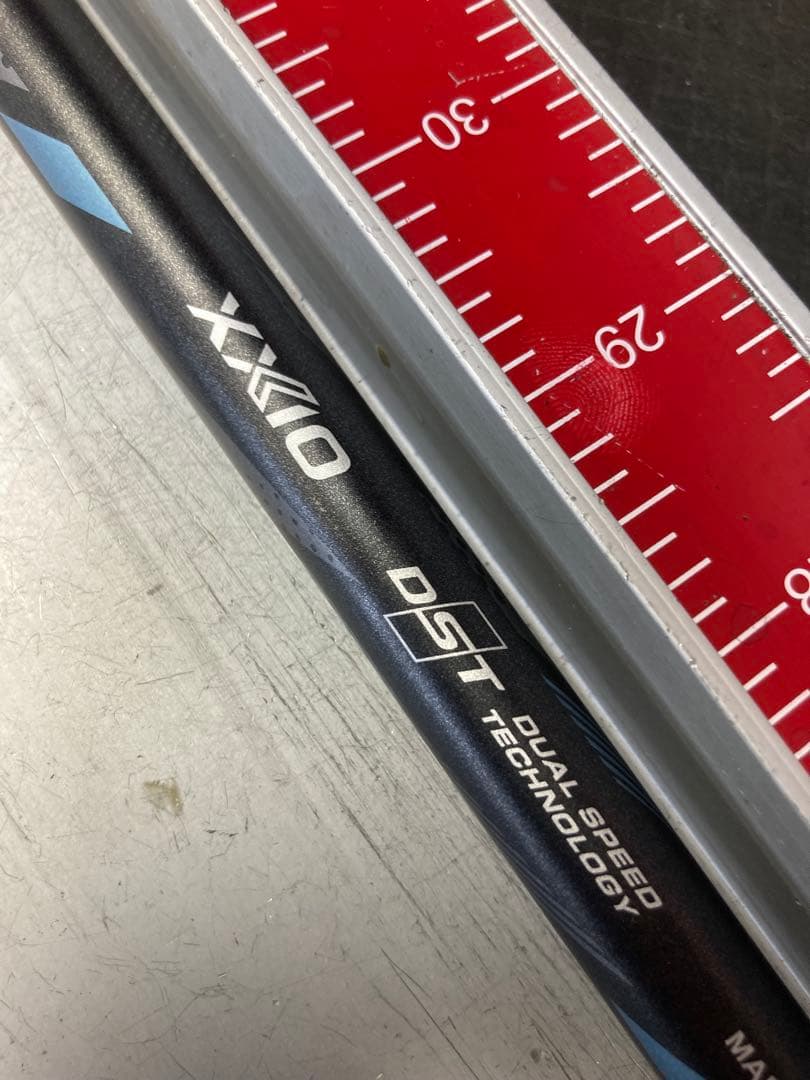 30
29
XXIO
DST
DUAL SPEED
TECHNOLOGY